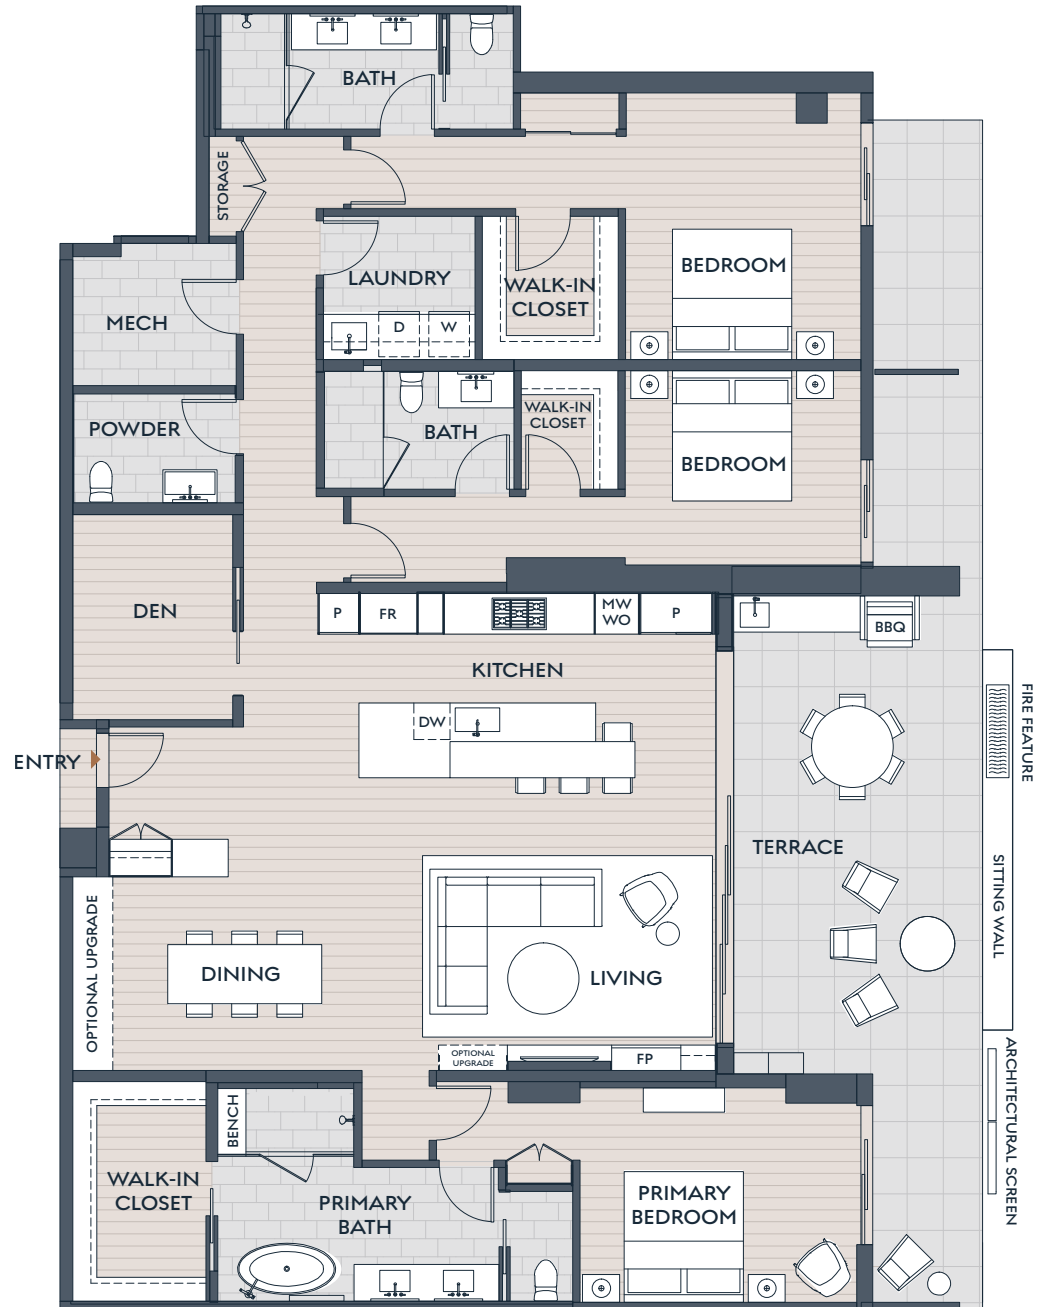 BATH
STORAGE
LAUNDRY
D
W
WALK-IN
CLOSET
BEDROOM
MECH
POWDER
BATH
WALK-IN
CLOSET
BEDROOM
DEN
P
FR
MW
WO
P
BBQ
KITCHEN
DW
ENTRY
FIRE FEATURE
TERRACE
SITTING WALL
OPTIONAL UPGRADE
DINING
LIVING
OPTIONAL
UPGRADE
FP
ARCHITECTURAL SCREEN
BENCH
WALK-IN
CLOSET
PRIMARY
BATH
PRIMARY
BEDROOM